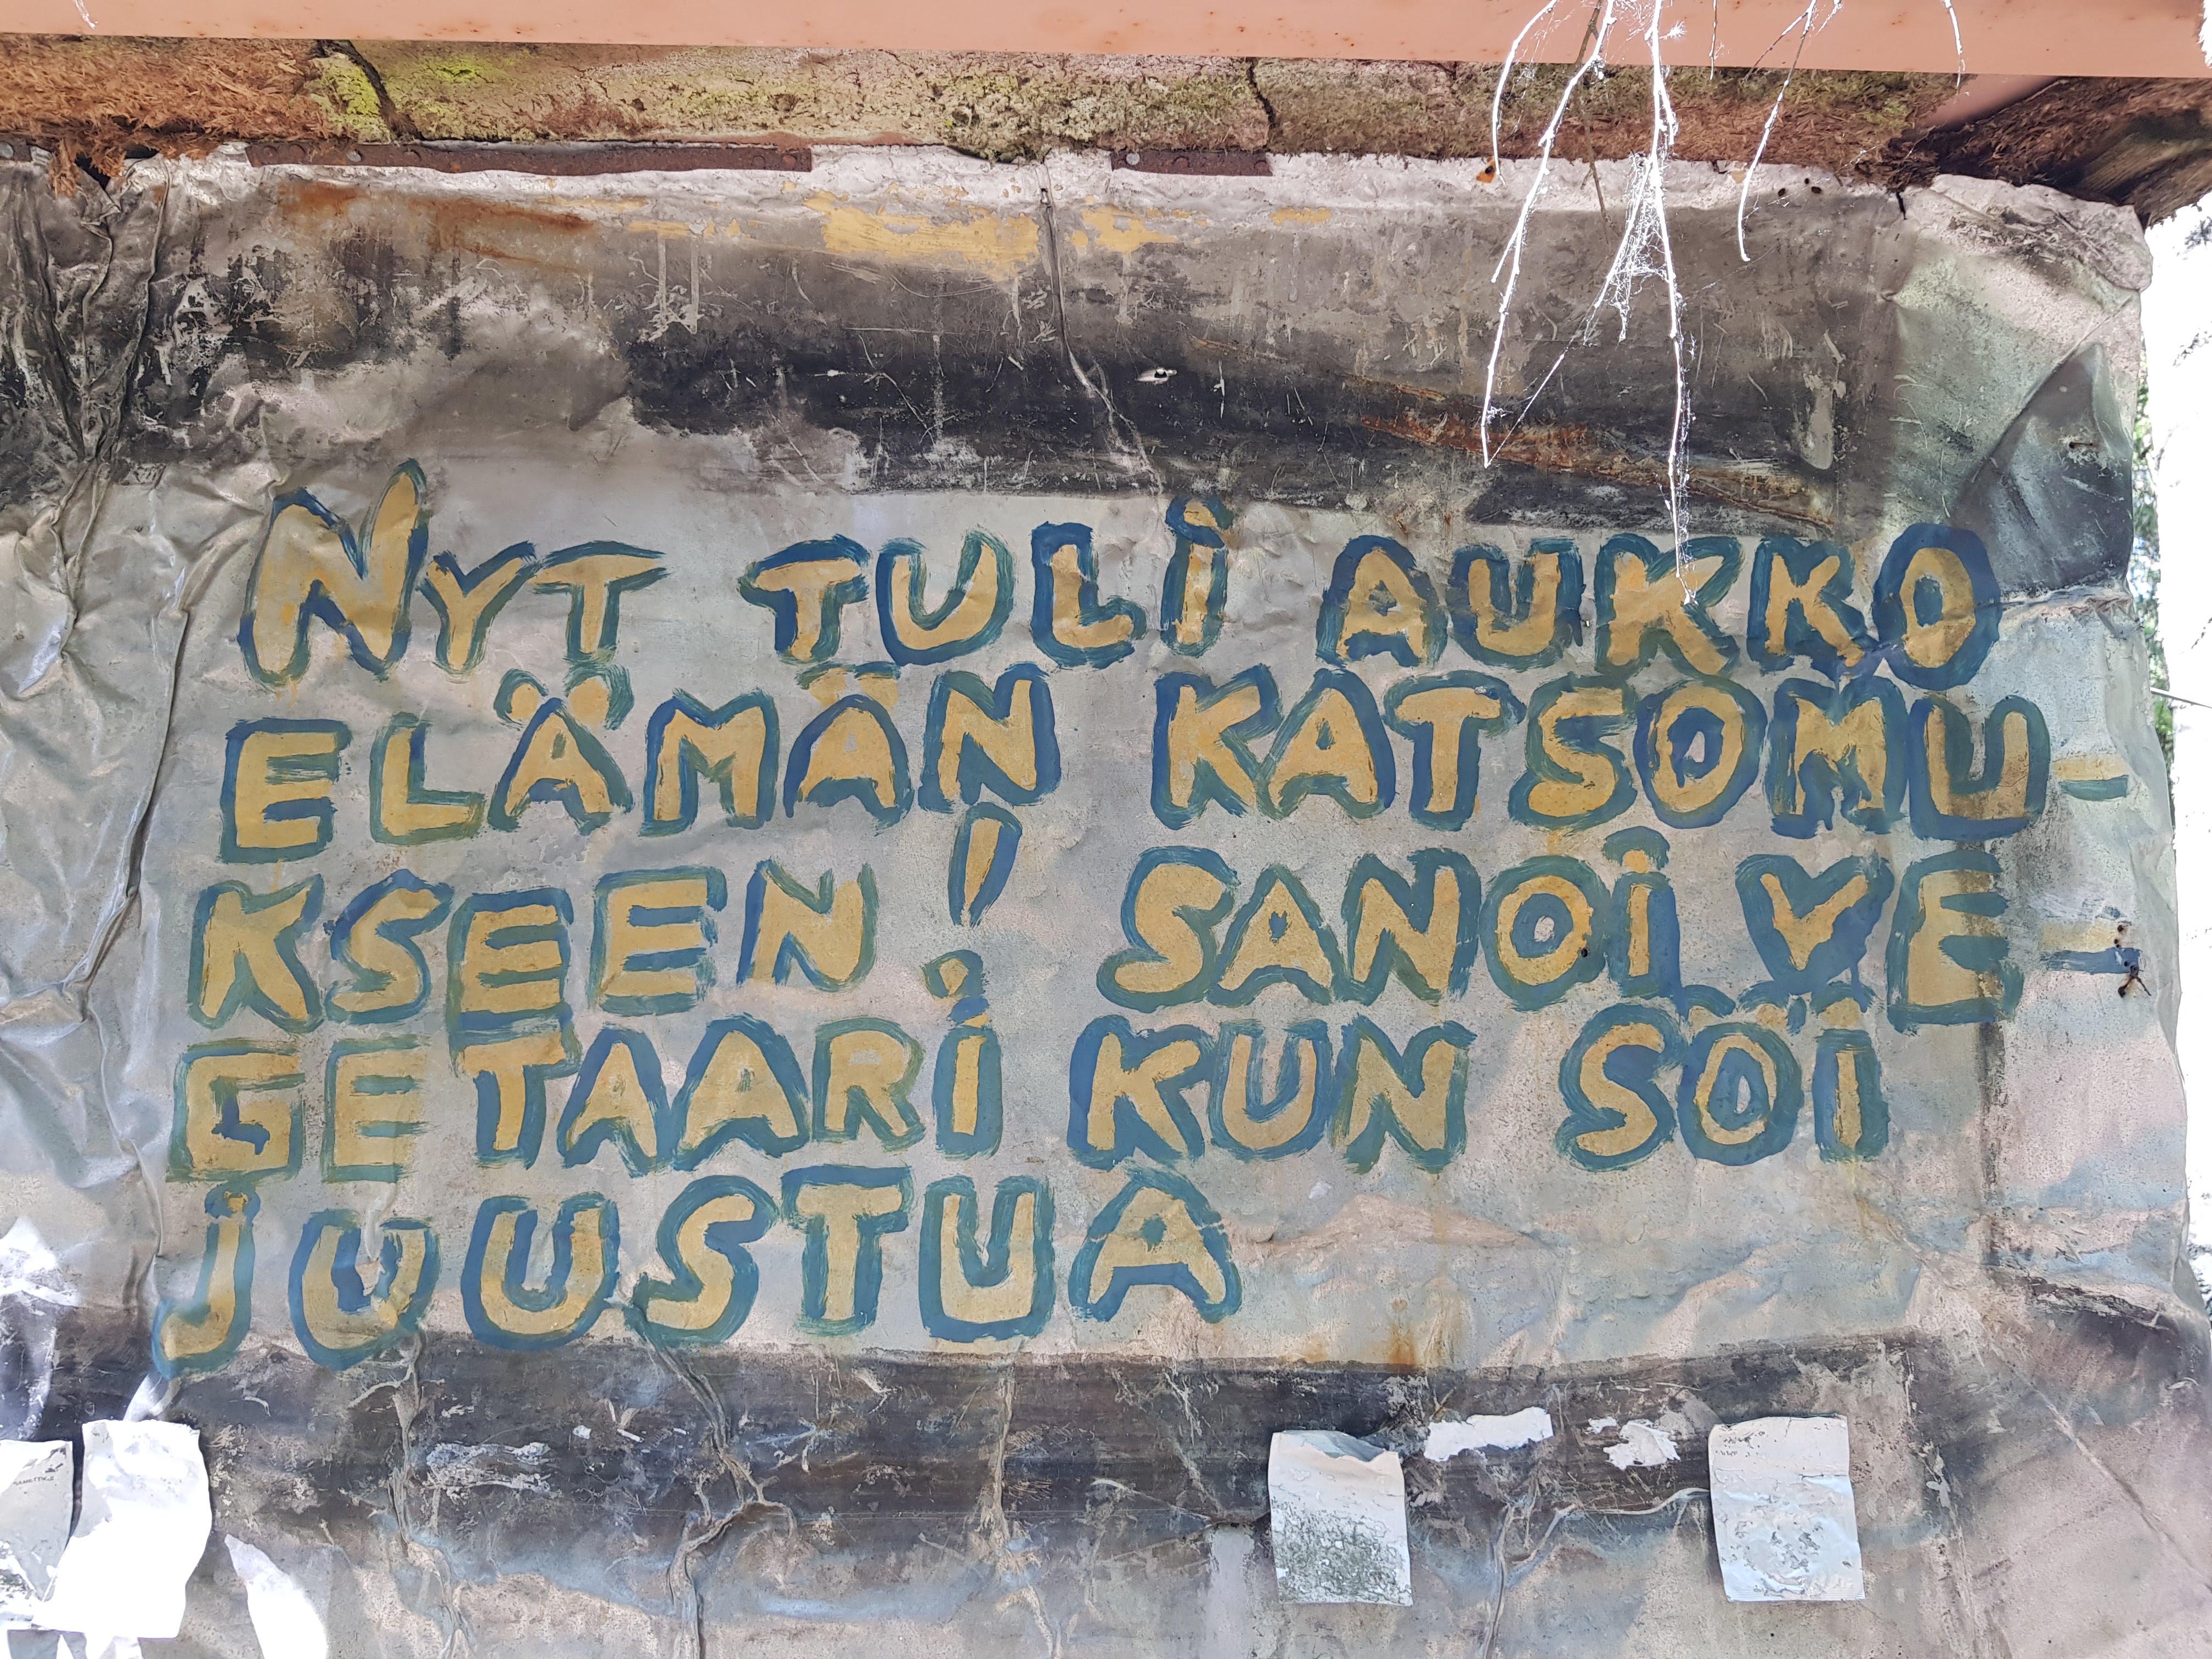 NYT TULI AUKKO
ELÄMÄN KATSOMU-
KSEEN, SANOI VE-
GETAARI KUN SÖI
JUUSTUA